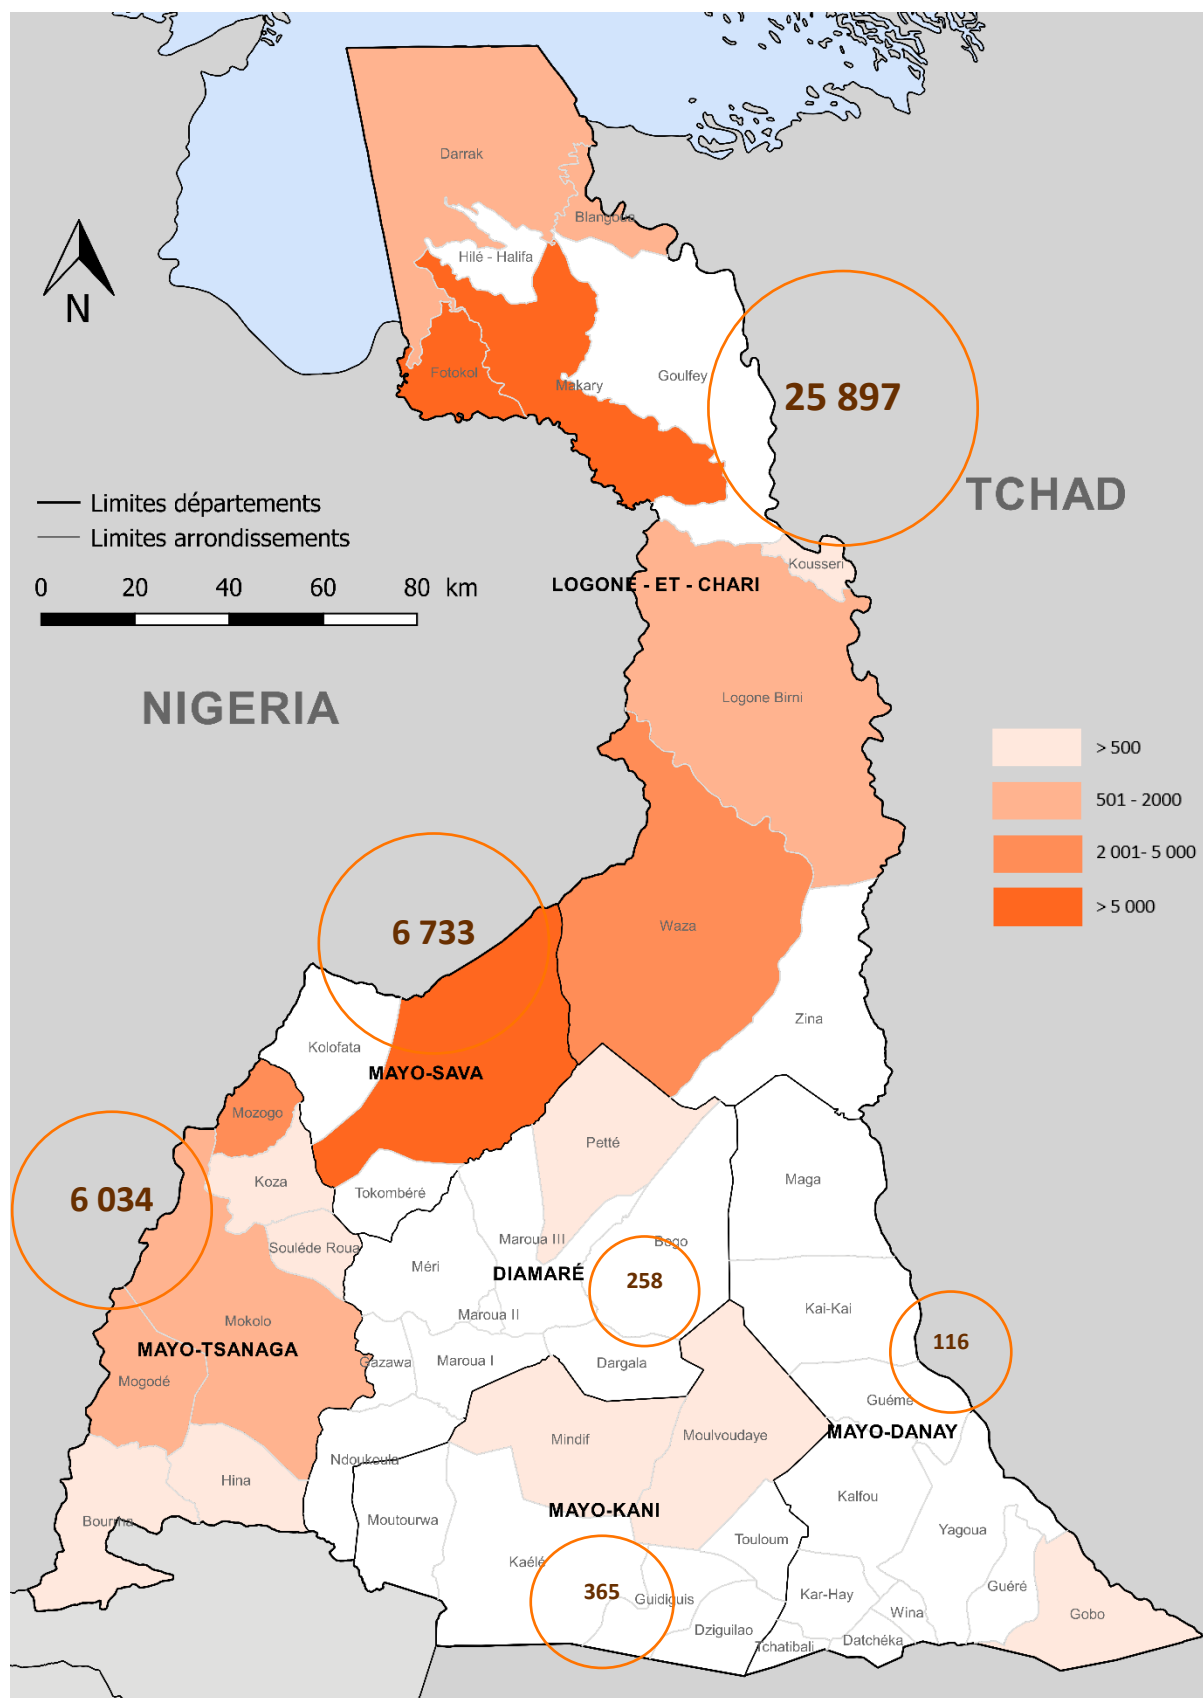 Darrak
Blangoua
Hilé - Halifa
N
Fotokol
Makary
Goulfey
25 897
TCHAD
Limites départements
Limites arrondissements
0 20 40 60 80 km
Kousseri
LOGONE - ET - CHARI
NIGERIA
Logone Birni
> 500
501 - 2000
2 001- 5 000
> 5 000
6 733
Waza
Zina
Kolofata
MAYO-SAVA
Mozogo
Petté
Koza
6 034
Tokombéré
Maga
Souléde Roua
Maroua III
Bogo
Méri
DIAMARÉ
258
Maroua II
Kai-Kai
Mokolo
MAYO-TSANAGA
116
Gazawa
Maroua I
Dargala
Mogodé
Guémé
MAYO-DANAY
Mindif
Moulvoudaye
Ndoukoula
Hina
Bourrha
Moutourwa
MAYO-KANI
Kalfou
Yagoua
Touloum
Kaélé
365
Guidiguis
Kar-Hay
Guéré
Wina
Gobo
Dziguilao
Tchatibali
Datchéka